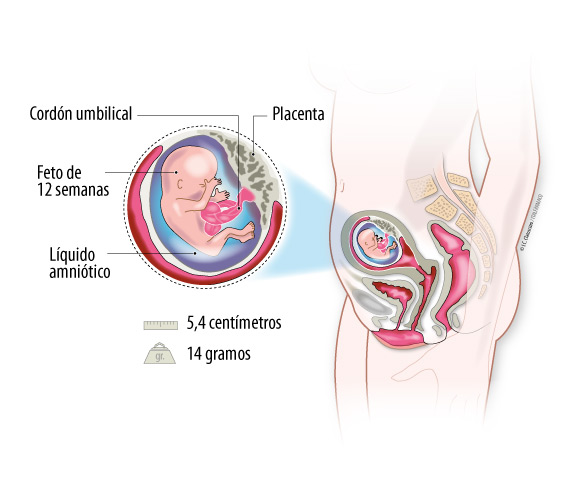 Cordón umbilical
Placenta
Feto de
12 semanas
Líquido
amniótico
5,4 centímetros
gr.
14 gramos